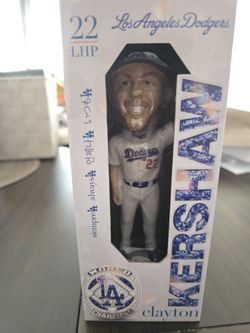 22
LHP
Los Angeles Dodgers
Dodgers
22
KERSHAW
clayton
WORLD
LA
CHAMPIONS